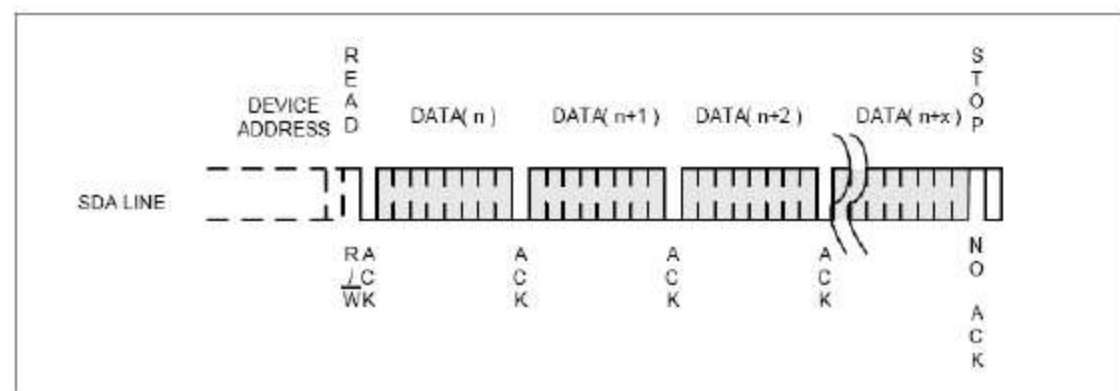 READ
STOP
DEVICE
ADDRESS
DATA( n )
DATA( n+1 )
DATA( n+2 )
DATA( n+x )
SDA LINE
R/W
ACK
ACK
ACK
ACK
NO ACK